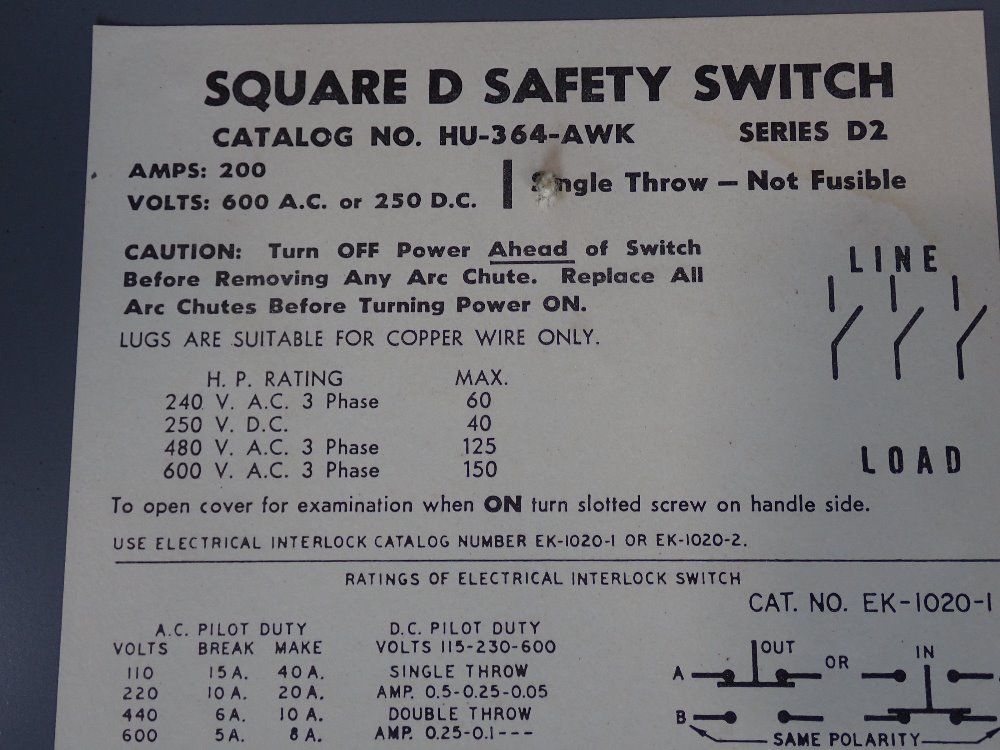 SQUARE D SAFETY SWITCH
CATALOG NO. HU-364-AWK SERIES D2
AMPS: 200
VOLTS: 600 A.C. or 250 D.C.
Single Throw — Not Fusible
CAUTION: Turn OFF Power Ahead of Switch
Before Removing Any Arc Chute. Replace All
Arc Chutes Before Turning Power ON.
LUGS ARE SUITABLE FOR COPPER WIRE ONLY.
LINE
LOAD
H. P. RATING MAX.
240 V. A.C. 3 Phase 60
250 V. D.C. 40
480 V. A.C. 3 Phase 125
600 V. A.C. 3 Phase 150
To open cover for examination when ON turn slotted screw on handle side.
USE ELECTRICAL INTERLOCK CATALOG NUMBER EK-1020-1 OR EK-1020-2.
RATINGS OF ELECTRICAL INTERLOCK SWITCH
CAT. NO. EK-1020-1
A.C. PILOT DUTY D.C. PILOT DUTY
VOLTS BREAK MAKE VOLTS 115-230-600
110 15A. 40A. SINGLE THROW
220 10A. 20A. AMP. 0.5-0.25-0.05
440 6A. 10A. DOUBLE THROW
600 5A. 8A. AMP. 0.25-0.1---
OUT OR IN
A
B
SAME POLARITY